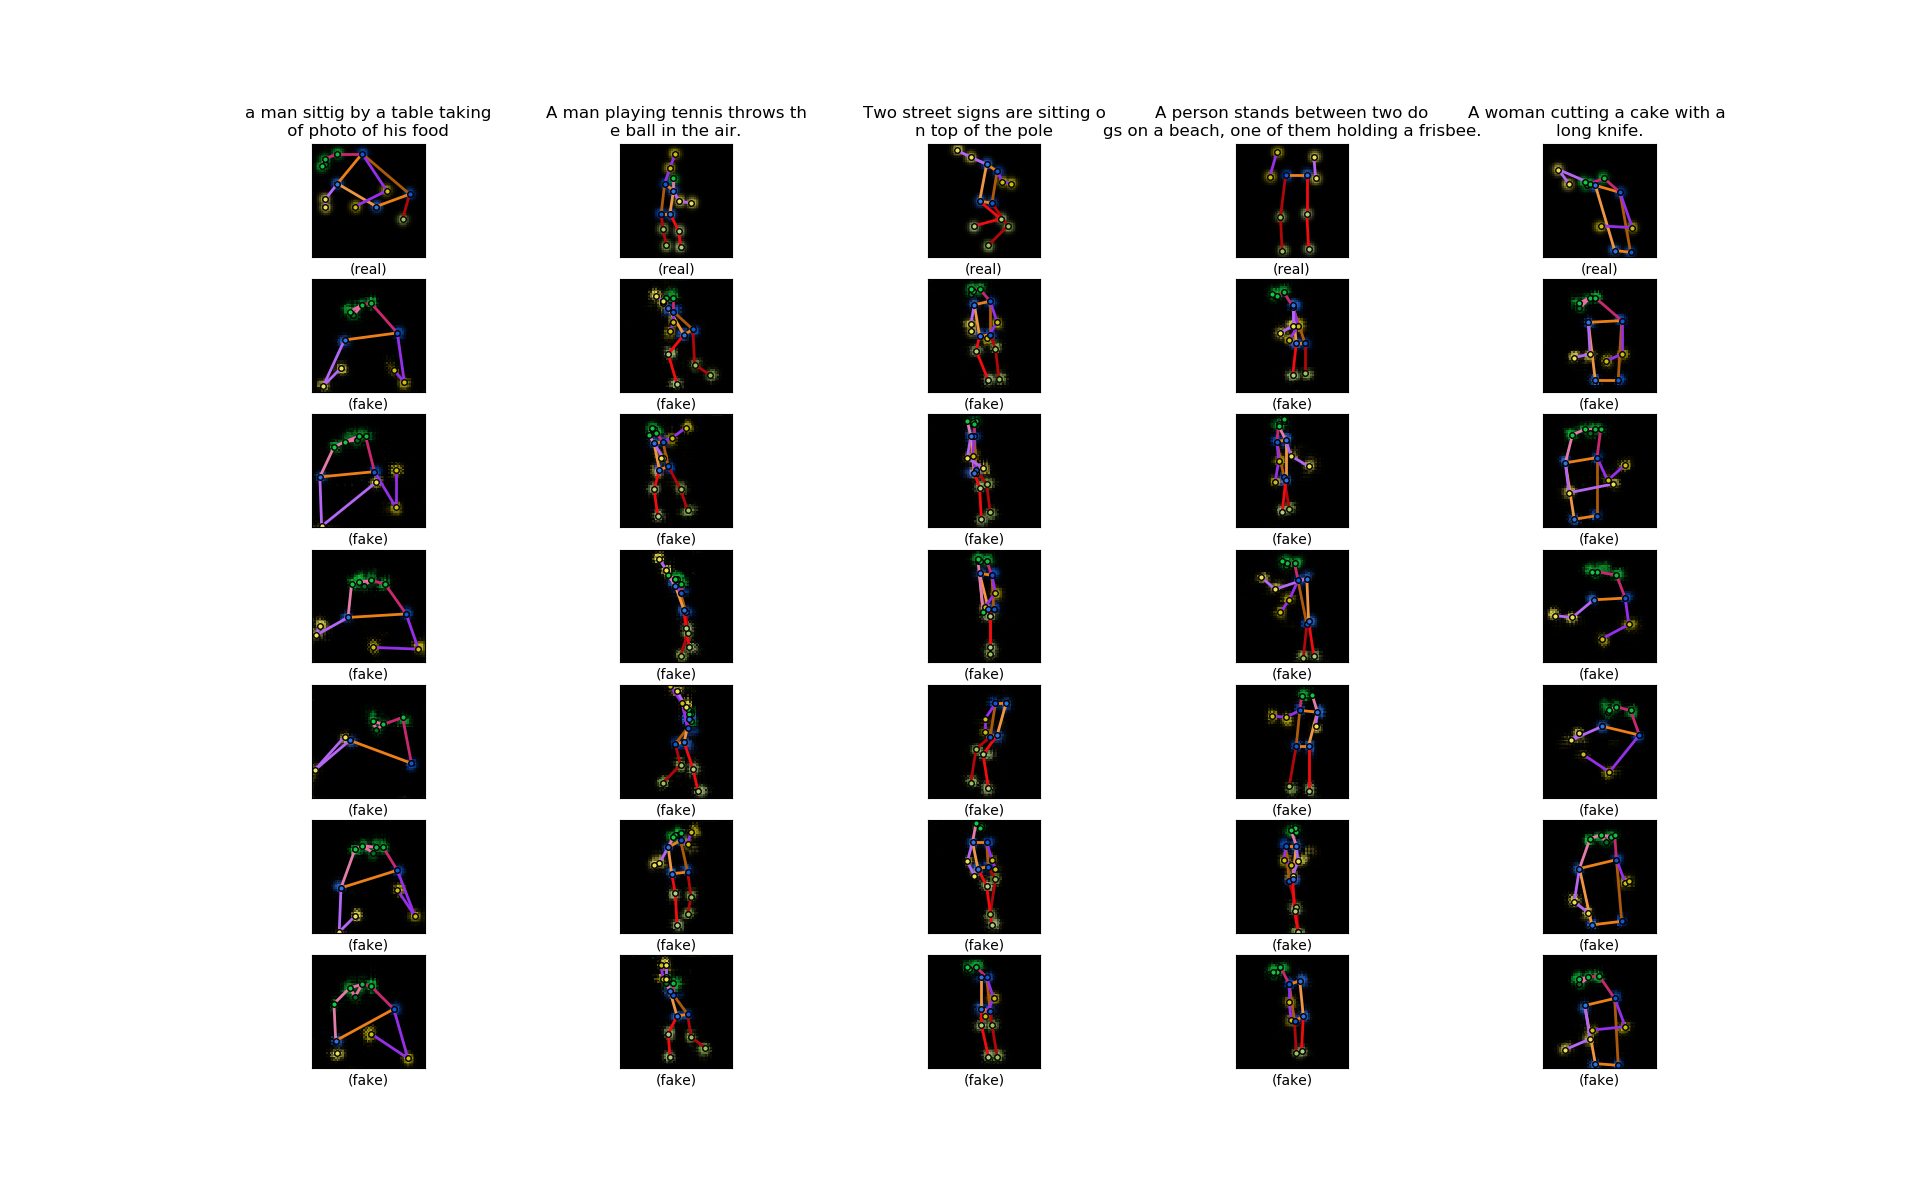 a man sittig by a table taking
of photo of his food
A man playing tennis throws th
e ball in the air.
Two street signs are sitting o
n top of the pole
A person stands between two do
gs on a beach, one of them holding a frisbee.
A woman cutting a cake with a
long knife.
(real) (real) (real) (real) (real)
(fake) (fake) (fake) (fake) (fake)
(fake) (fake) (fake) (fake) (fake)
(fake) (fake) (fake) (fake) (fake)
(fake) (fake) (fake) (fake) (fake)
(fake) (fake) (fake) (fake) (fake)
(fake) (fake) (fake) (fake) (fake)